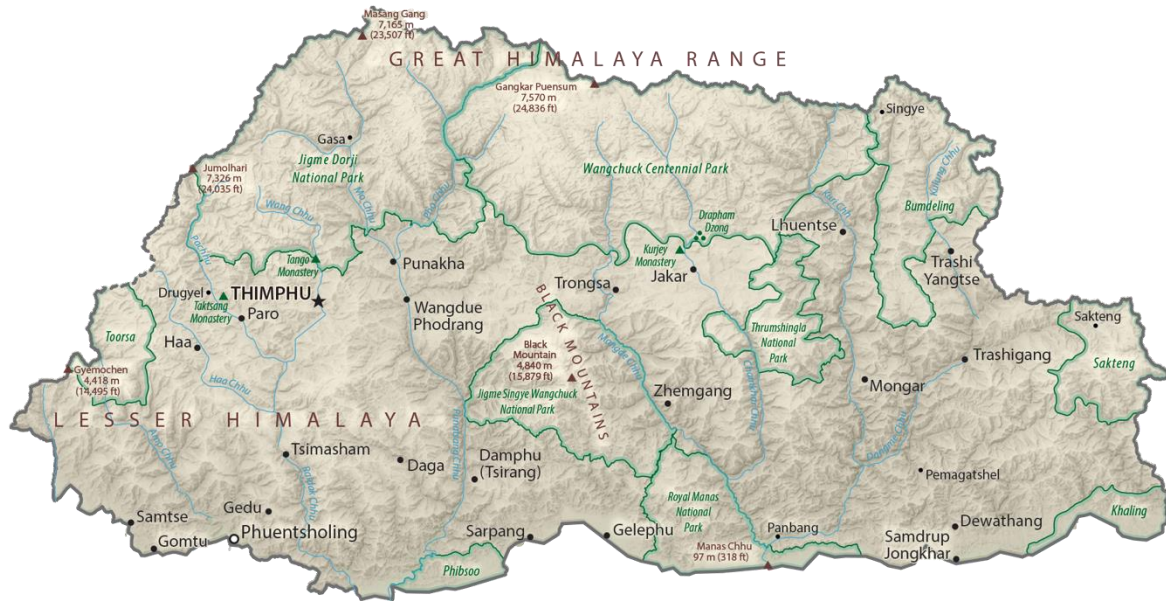 Masang Gang
7,165 m
(23,507 ft)
GREAT HIMALAYA RANGE
Gangkar Puensum
7,570 m
(24,836 ft)
Singye
Gasa
Jigme Dorji
National Park
Jumolhari
7,326 m
(24,035 ft)
Wangchuck Centennial Park
Kulong Chhu
Bumdeling
Wang Chhu
Mo Chhu
Pho Chhu
Drapham
Dzong
Lhuentse
Kurjey
Monastery
Jakar
Trashi
Yangtse
Pachhu
Tango
Monastery
Punakha
Trongsa
Drugyel
THIMPHU
Taktsang
Monastery
Paro
Wangdue
Phodrang
BLACK MOUNTAINS
Thrumshingla
National
Park
Sakteng
Toorsa
Haa
Black
Mountain
4,840 m
(15,879 ft)
Trashigang
Sakteng
Gyemochen
4,418 m
(14,495 ft)
Haa Chhu
Jigme Singye Wangchuck
National Park
Zhemgang
Mongar
LESSER HIMALAYA
Tsimasham
Daga
Damphu
(Tsirang)
Pemagatshel
Royal Manas
National
Park
Khaling
Samtse
Gedu
Phuentsholing
Gomtu
Sarpang
Gelephu
Panbang
Dewathang
Samdrup
Jongkhar
Manas Chhu
97 m (318 ft)
Phibsoo